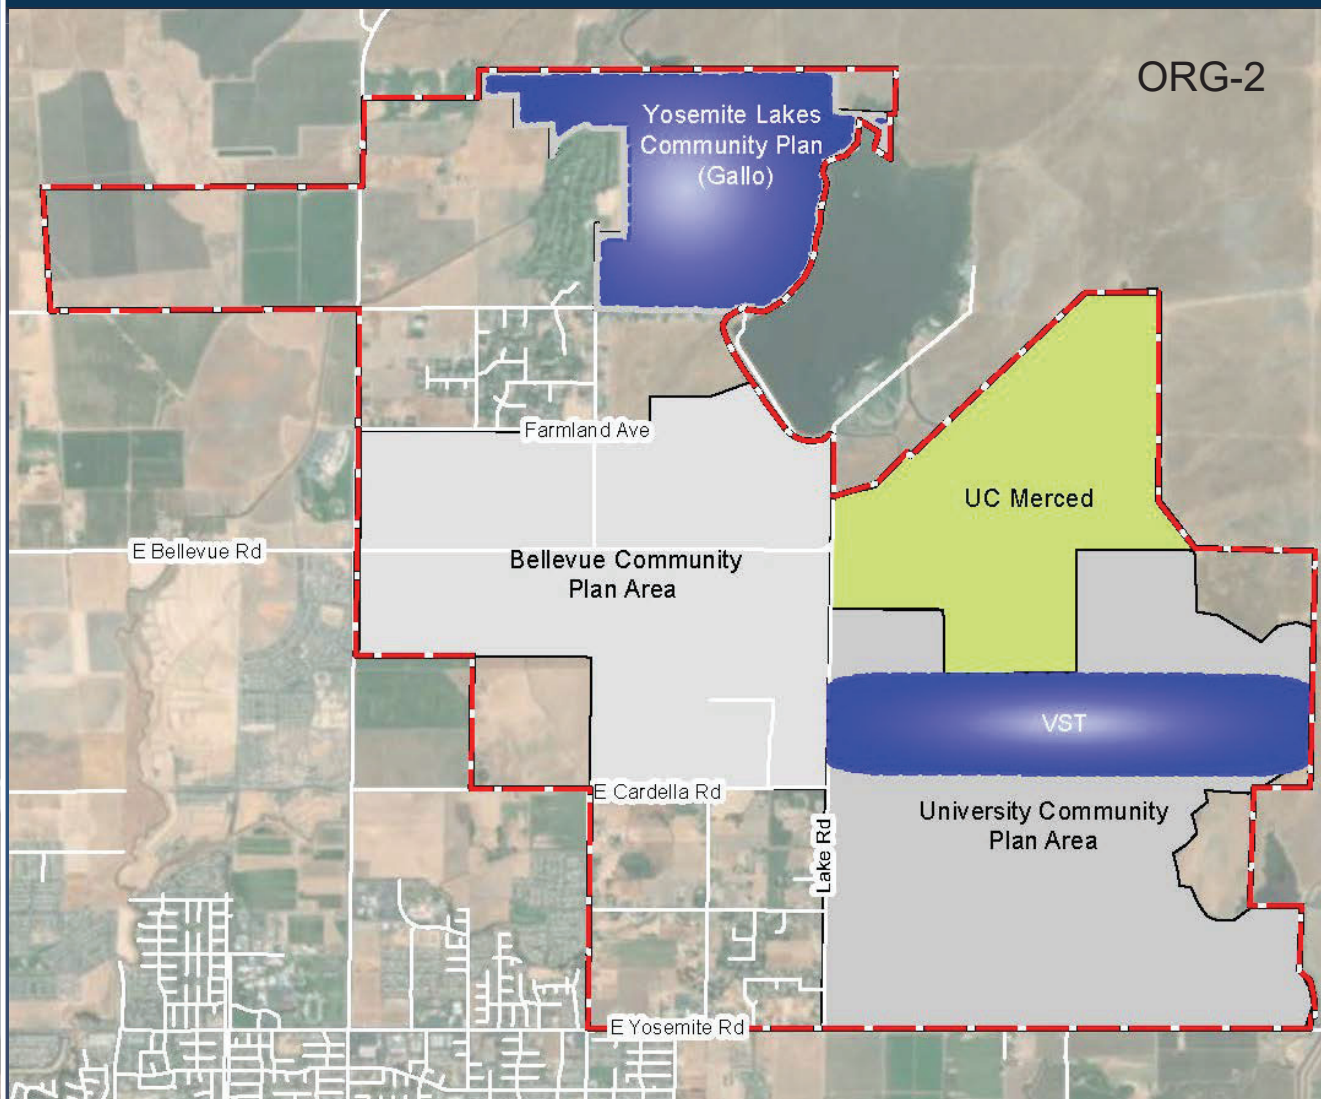 ORG-2
Yosemite Lakes
Community Plan
(Gallo)
Farmland Ave
UC Merced
E Bellevue Rd
Bellevue Community
Plan Area
VST
E Cardella Rd
University Community
Plan Area
Lake Rd
E Yosemite Rd